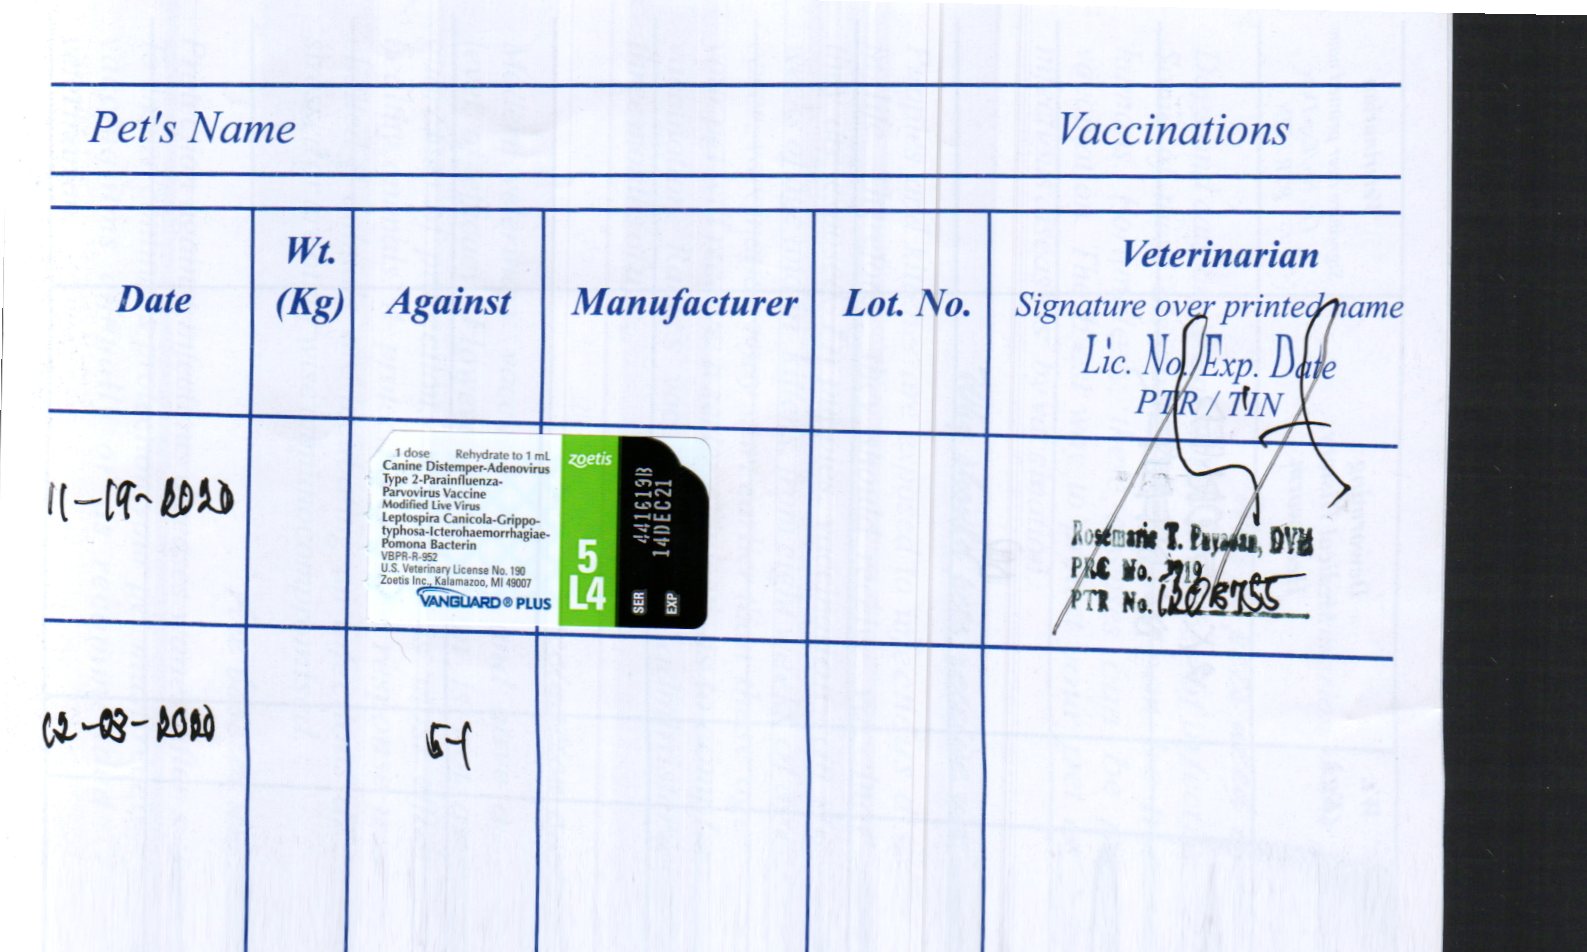 Pet's Name
Vaccinations
Date
Wt.
(Kg)
Against
Manufacturer
Lot. No.
Veterinarian
Signature over printed name
Lic. No./Exp. Date
PTR / TIN
11-19-2020
1 dose Rehydrate to 1 mL
Canine Distemper-Adenovirus
Type 2-Parainfluenza-
Parvovirus Vaccine
Modified Live Virus
Leptospira Canicola-Grippo-
typhosa-Icterohaemorrhagiae-
Pomona Bacterin
VBPR-R-952
U.S. Veterinary License No. 190
Zoetis Inc., Kalamazoo, MI 49007
VANGUARD® PLUS
zoetis
5
L4
SER 441619B
EXP 14DEC21
Rosemarie T. DVM
PRC No.
PTR No.
12-03-2020